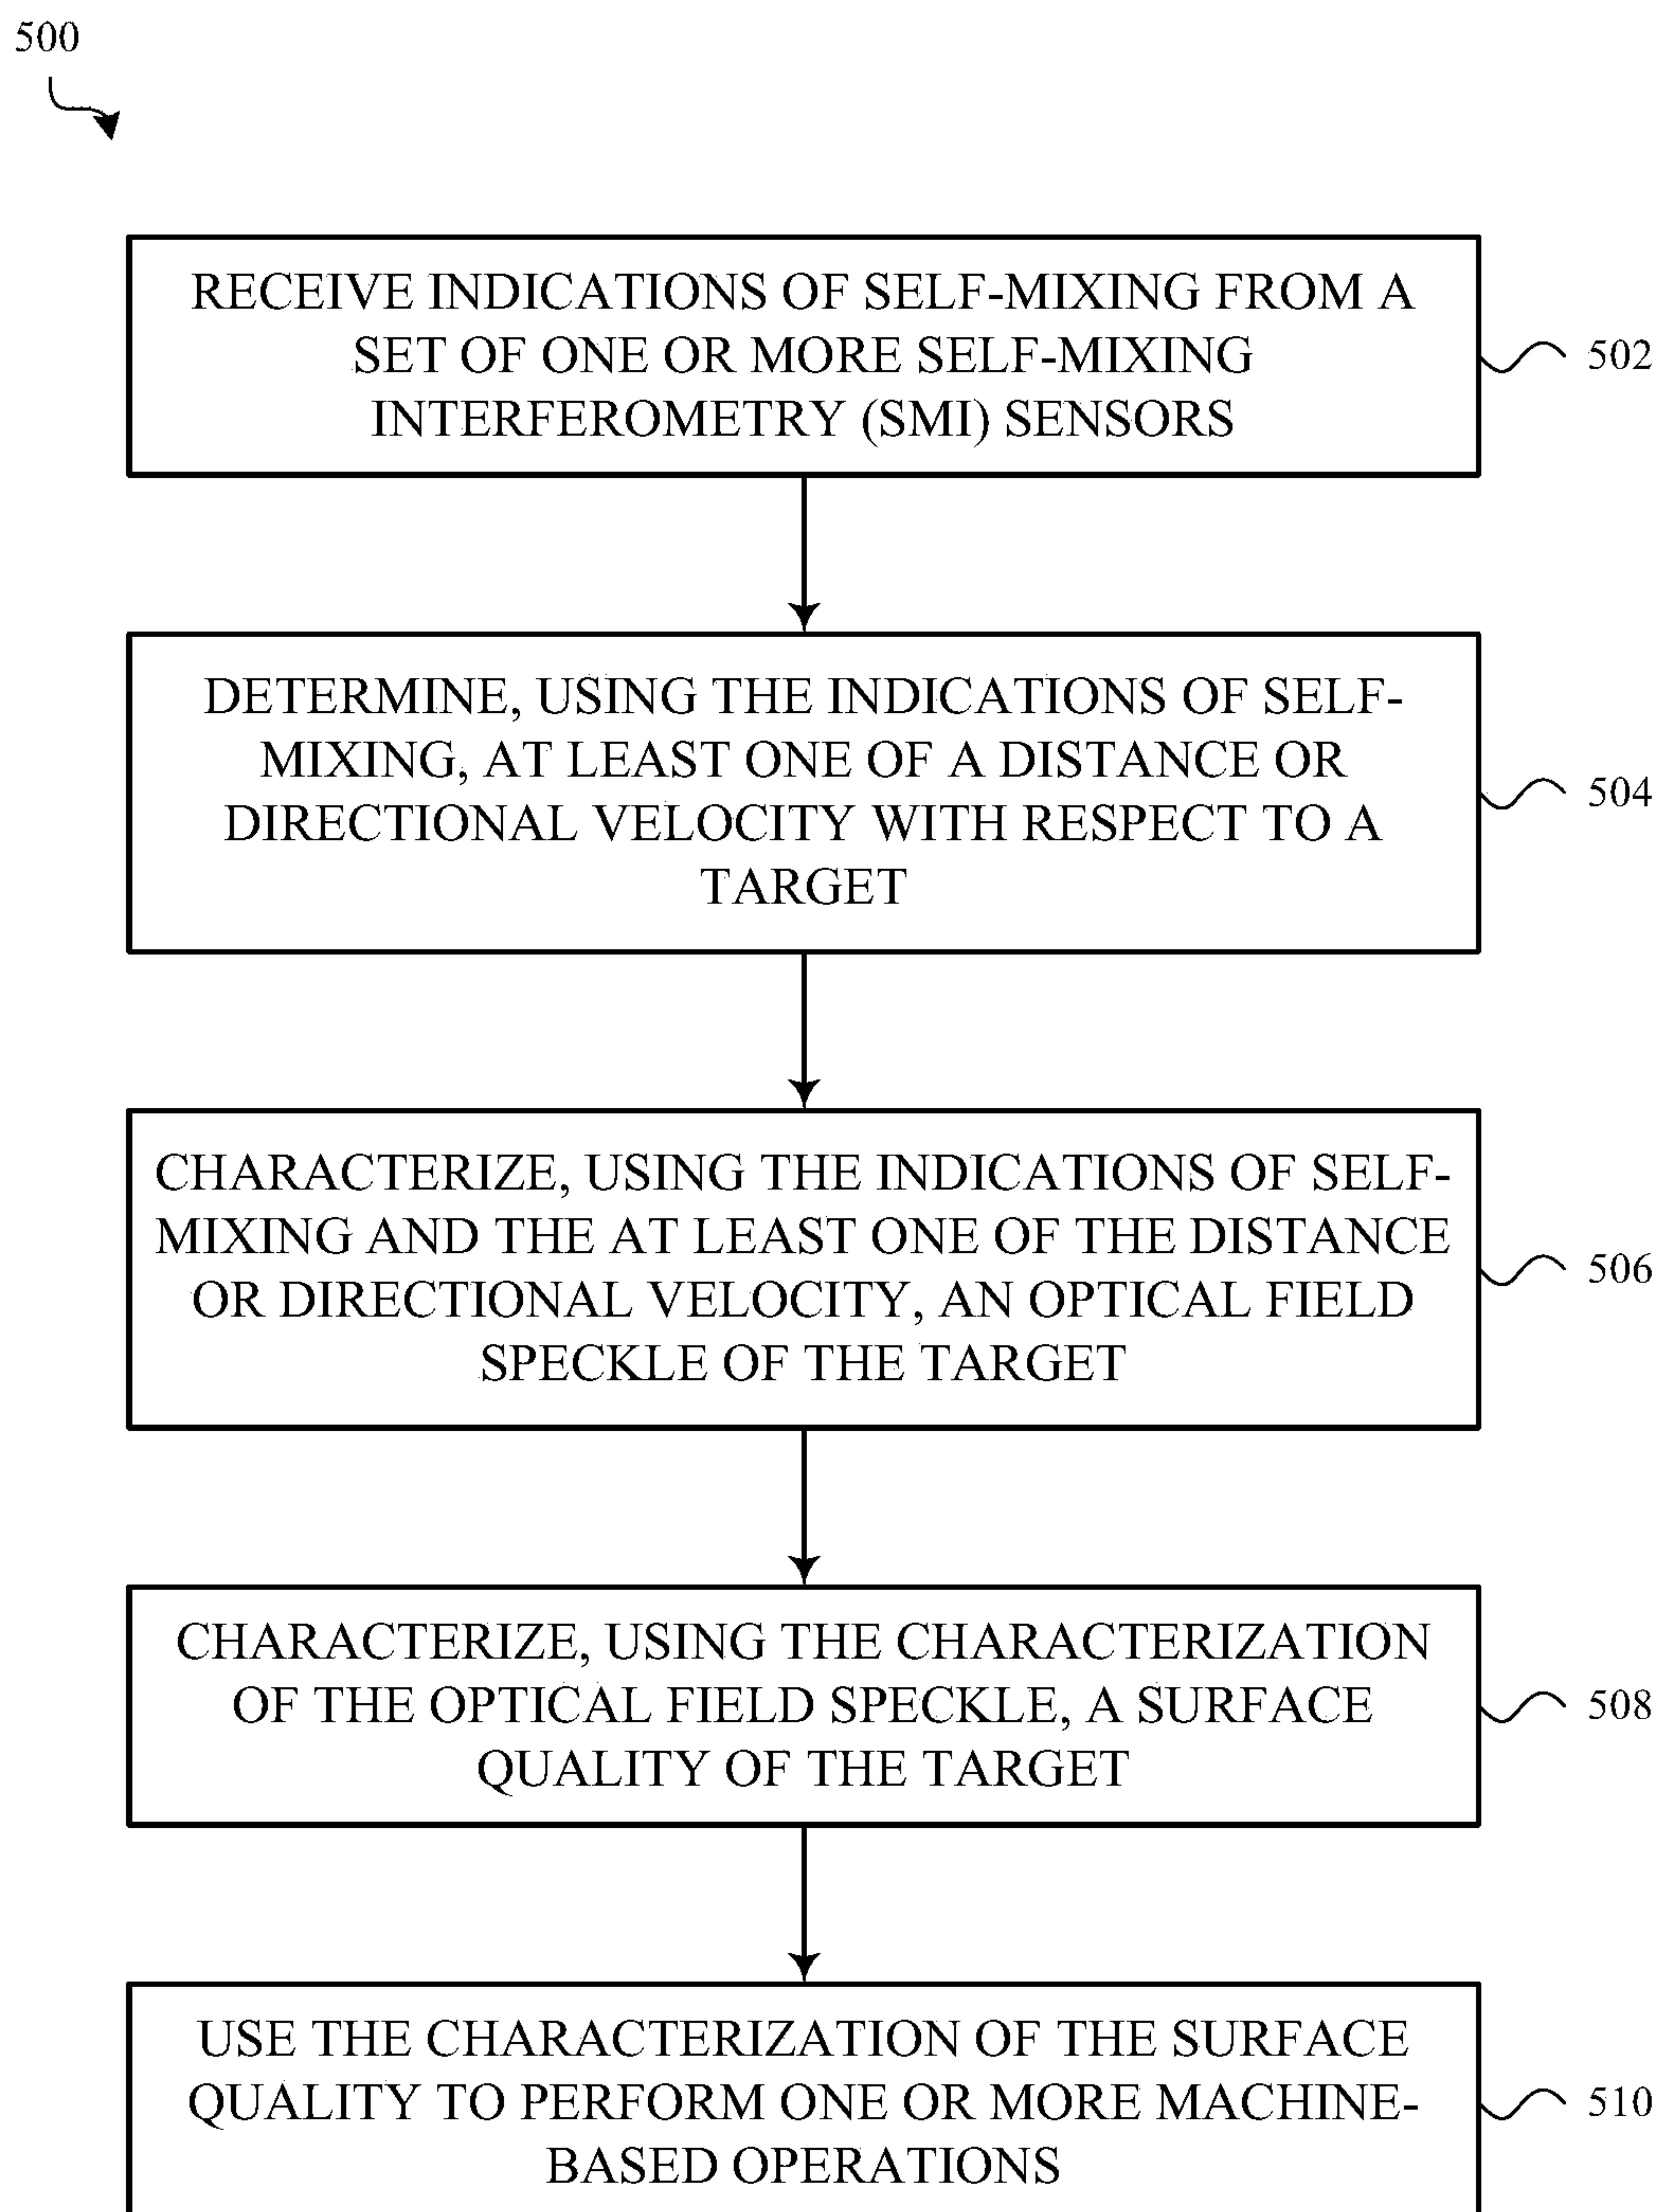 500
RECEIVE INDICATIONS OF SELF-MIXING FROM A
SET OF ONE OR MORE SELF-MIXING
INTERFEROMETRY (SMI) SENSORS
502
DETERMINE, USING THE INDICATIONS OF SELF-
MIXING, AT LEAST ONE OF A DISTANCE OR
DIRECTIONAL VELOCITY WITH RESPECT TO A
TARGET
504
CHARACTERIZE, USING THE INDICATIONS OF SELF-
MIXING AND THE AT LEAST ONE OF THE DISTANCE
OR DIRECTIONAL VELOCITY, AN OPTICAL FIELD
SPECKLE OF THE TARGET
506
CHARACTERIZE, USING THE CHARACTERIZATION
OF THE OPTICAL FIELD SPECKLE, A SURFACE
QUALITY OF THE TARGET
508
USE THE CHARACTERIZATION OF THE SURFACE
QUALITY TO PERFORM ONE OR MORE MACHINE-
BASED OPERATIONS
510